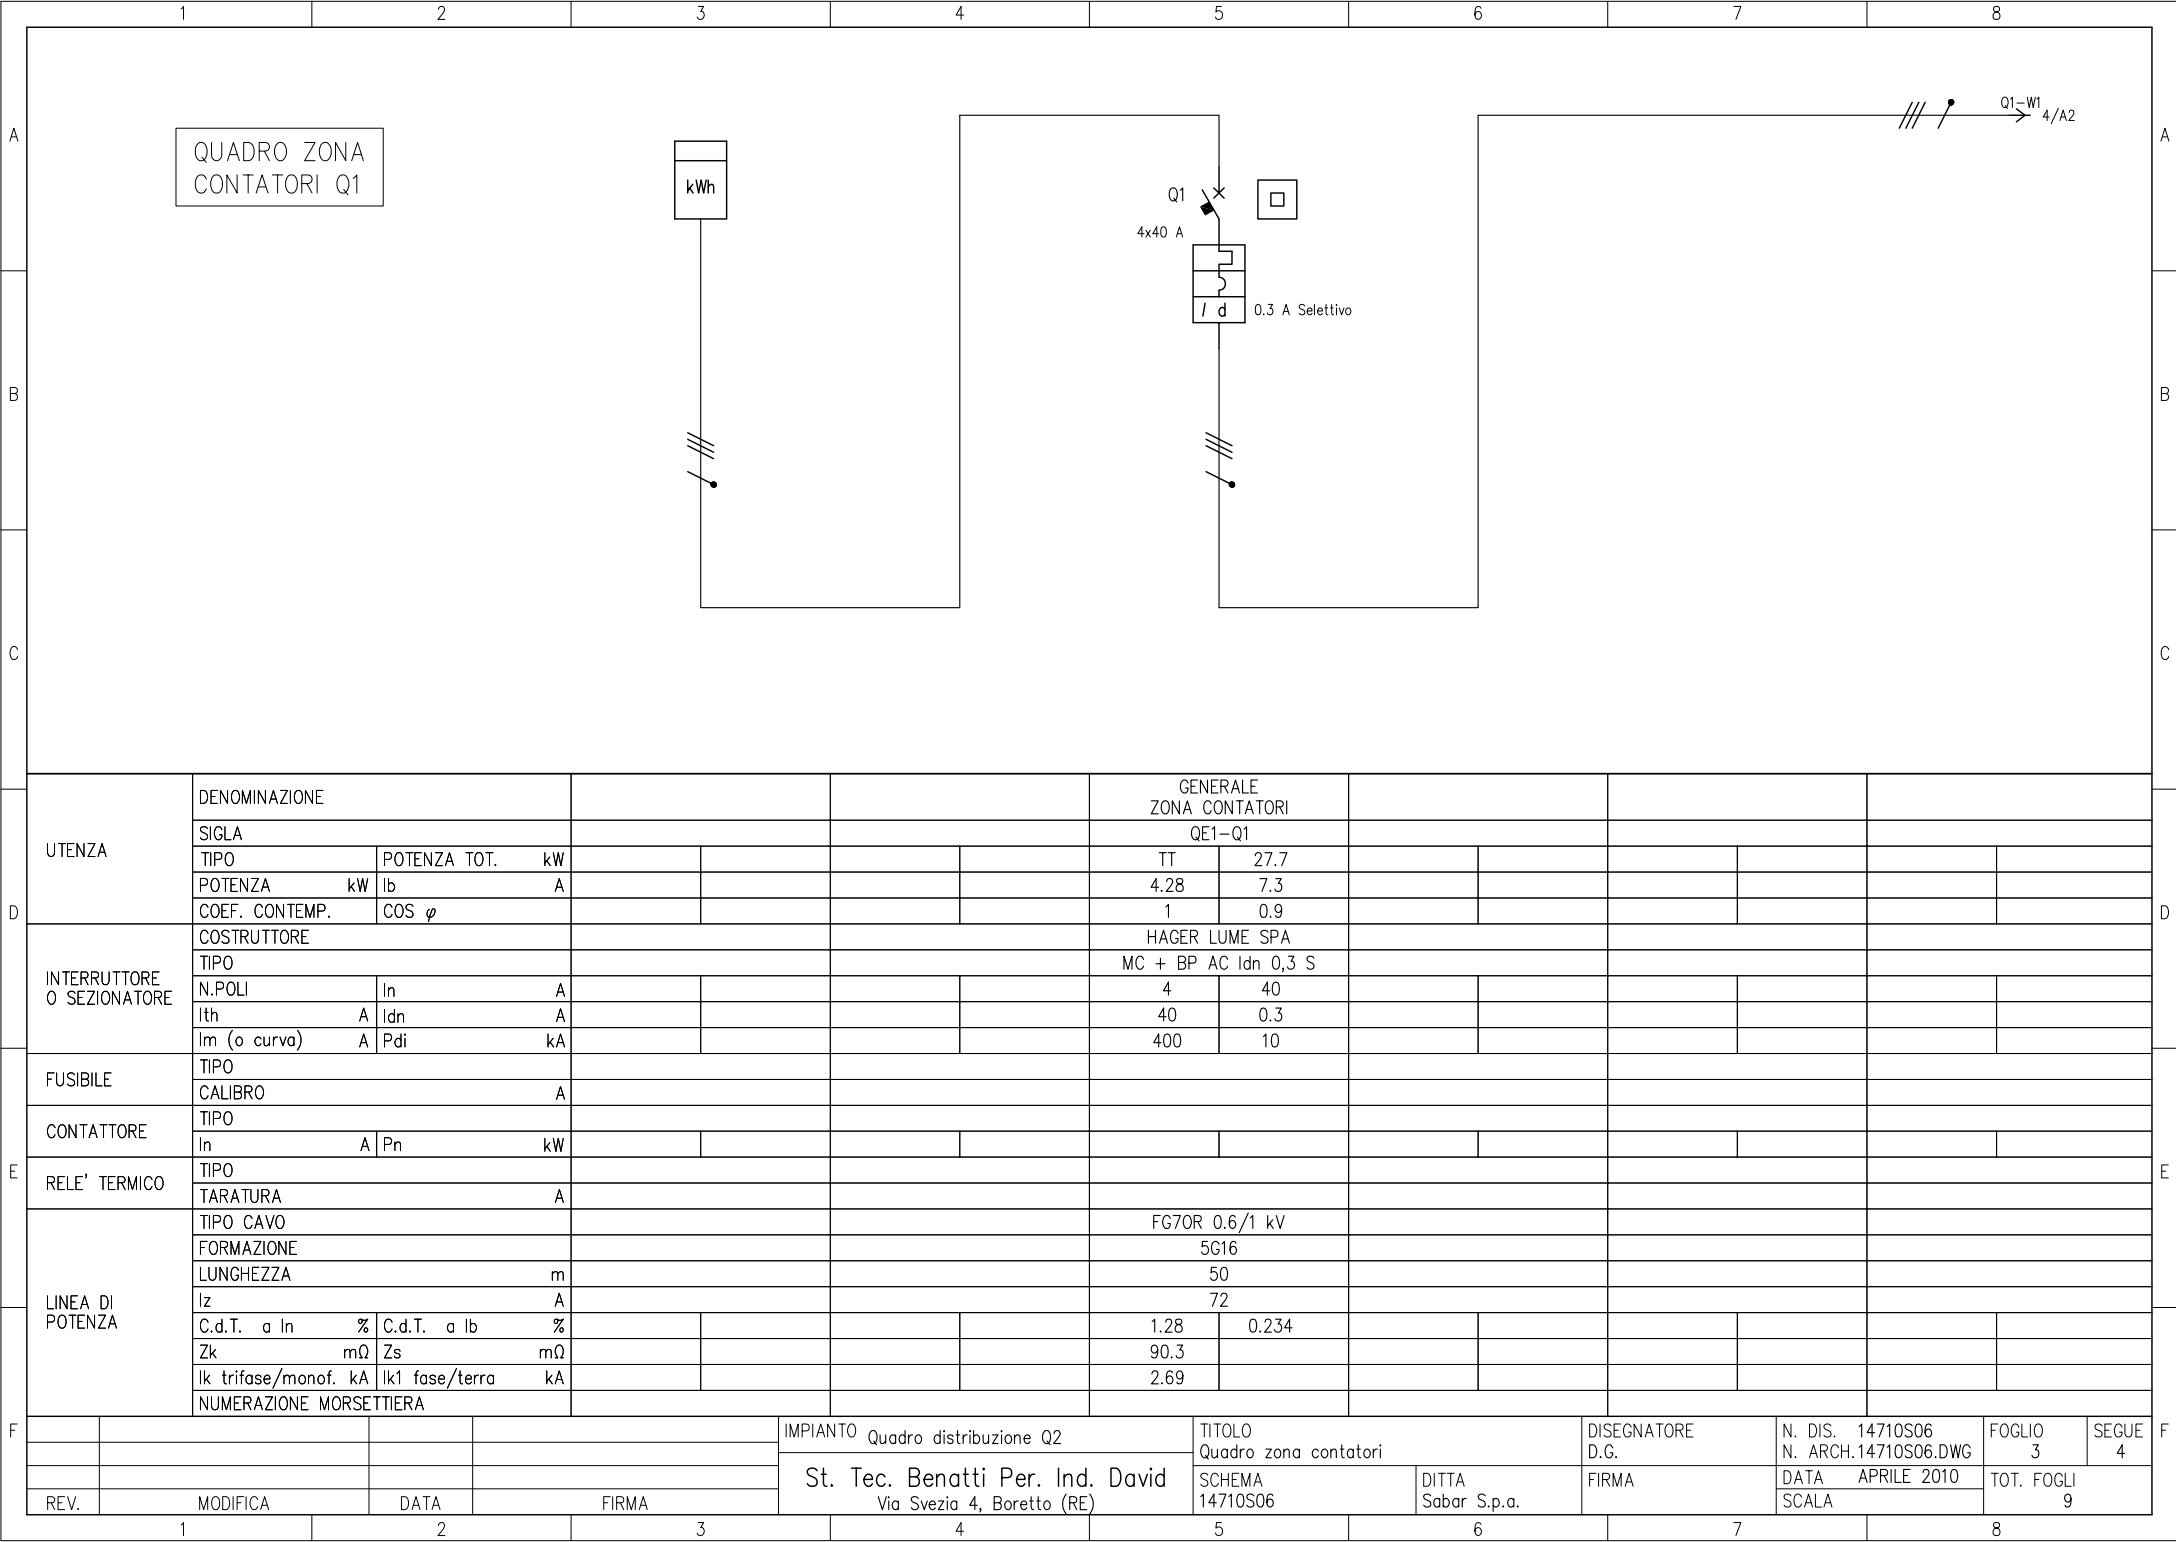 1 2 3 4 5 6 7 8
A A
QUADRO ZONA
CONTATORI Q1
kWh
Q1
4x40 A
I d
0.3 A Selettivo
Q1-W1
4/A2
B B
C C
UTENZA
DENOMINAZIONE GENERALE
ZONA CONTATORI
SIGLA QE1-Q1
TIPO POTENZA TOT. kW TT 27.7
POTENZA kW Ib A 4.28 7.3
D COEF. CONTEMP. COS φ 1 0.9 D
INTERRUTTORE
O SEZIONATORE
COSTRUTTORE HAGER LUME SPA
TIPO MC + BP AC Idn 0,3 S
N.POLI In A 4 40
Ith A Idn A 40 0.3
Im (o curva) A Pdi kA 400 10
FUSIBILE
TIPO
CALIBRO A
CONTATTORE
TIPO
In A Pn kW
E RELE' TERMICO E
TIPO
TARATURA A
LINEA DI
POTENZA
TIPO CAVO FG7OR 0.6/1 kV
FORMAZIONE 5G16
LUNGHEZZA m 50
Iz A 72
C.d.T. a In % C.d.T. a Ib % 1.28 0.234
Zk mΩ Zs mΩ 90.3
Ik trifase/monof. kA Ik1 fase/terra kA 2.69
NUMERAZIONE MORSETTIERA
F F
REV. MODIFICA DATA FIRMA
IMPIANTO Quadro distribuzione Q2
St. Tec. Benatti Per. Ind. David
Via Svezia 4, Boretto (RE)
TITOLO
Quadro zona contatori
SCHEMA
14710S06
DITTA
Sabar S.p.a.
DISEGNATORE
D.G.
FIRMA
N. DIS. 14710S06
N. ARCH.14710S06.DWG
DATA APRILE 2010
SCALA
FOGLIO
3
SEGUE
4
TOT. FOGLI
9
1 2 3 4 5 6 7 8